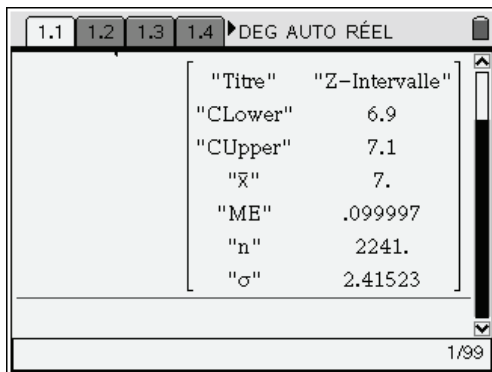 1.1 1.2 1.3 1.4 DEG AUTO RÉEL
"Titre" "Z-Intervalle"
"CLower" 6.9
"CUpper" 7.1
"x̄" 7.
"ME" .099997
"n" 2241.
"σ" 2.41523
1/99